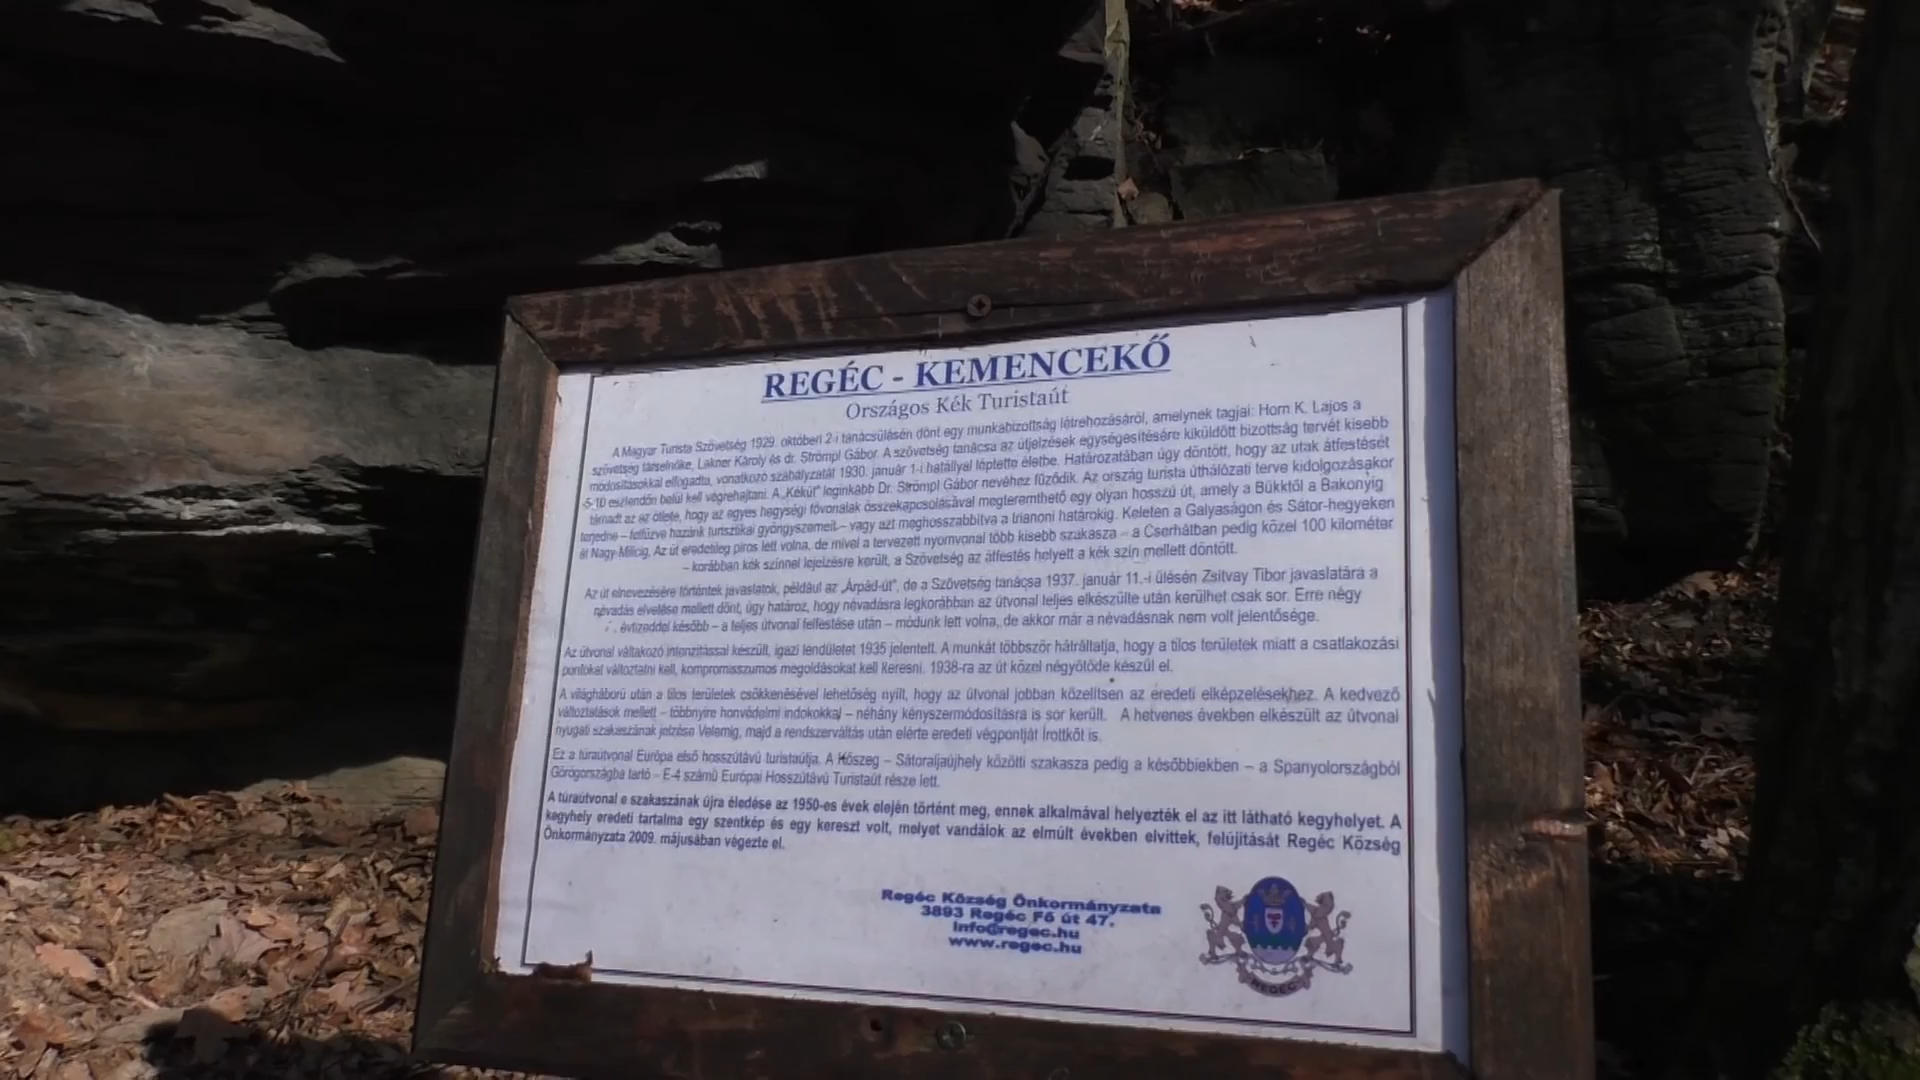 REGÉC - KEMENCEKŐ
Országos Kék Turistaút
A Magyar Turista Szövetség 1929. októberi 2-i tanácsülésén dönt egy munkabizottság létrehozásáról, amelynek tagjai: Horn K. Lajos a
szövetség társelnöke, Lakner Károly és dr. Strömpl Gábor. A szövetség tanácsa az útjelzések egységesítésére kiküldött bizottság tervét kisebb
módosításokkal elfogadta, vonatkozó szabályzatát 1930. január 1-i hatállyal léptette életbe. Határozatában úgy döntött, hogy az utak átfestését
5-10 esztendőn belül kell végrehajtani. A „Kékút" leginkább Dr. Strömpl Gábor nevéhez fűződik. Az ország turista úthálózati terve kidolgozásakor
támadt az az ötlete, hogy az egyes hegységi fővonalak összekapcsolásával megteremthető egy olyan hosszú út, amely a Bükktől a Bakonyig
terjedne – felfűzve hazánk turisztikai gyöngyszemeit – vagy azt meghosszabbítva a trianoni határokig. Keleten a Galyaságon és Sátor-hegyeken
át Nagy-Milicig. Az út eredetileg piros lett volna, de mivel a tervezett nyomvonal több kisebb szakasza – a Cserhátban pedig közel 100 kilométer
– korábban kék színnel lejelzésre került, a Szövetség az átfestés helyett a kék szín mellett döntött.
Az út elnevezésére történtek javaslatok, például az „Árpád-út", de a Szövetség tanácsa 1937. január 11.-i ülésén Zsitvay Tibor javaslatára a
névadás elvetése mellett dönt, úgy határoz, hogy névadásra legkorábban az útvonal teljes elkészülte után kerülhet csak sor. Erre négy
évtizeddel később – a teljes útvonal felfestése után – módunk lett volna, de akkor már a névadásnak nem volt jelentősége.
Az útvonal váltakozó intenzitással készült, igazi lendületet 1935 jelentett. A munkát többször hátráltatja, hogy a tilos területek miatt a csatlakozási
pontokat változtatni kell, kompromisszumos megoldásokat kell keresni. 1938-ra az út közel négyötöde készül el.
A világháború után a tilos területek csökkenésével lehetőség nyílt, hogy az útvonal jobban közelítsen az eredeti elképzelésekhez. A kedvező
változtatások mellett – többnyire honvédelmi indokokkal – néhány kényszermódosításra is sor került. A hetvenes években elkészült az útvonal
nyugati szakaszának jelzése Velemig, majd a rendszerváltás után elérte eredeti végpontját Írottkőt is.
Ez a túraútvonal Európa első hosszútávú turistaútja. A Kőszeg – Sátoraljaújhely közötti szakasza pedig a későbbiekben – a Spanyolországból
Görögországba tartó – E-4 számú Európai Hosszútávú Turistaút része lett.
A túraútvonal e szakaszának újra éledése az 1950-es évek elején történt meg, ennek alkalmával helyezték el az itt látható kegyhelyet. A
kegyhely eredeti tartalma egy szentkép és egy kereszt volt, melyet vandálok az elmúlt években elvittek, felújítását Regéc Község
Önkormányzata 2009. májusában végezte el.
Regéc Község Önkormányzata
3893 Regéc Fő út 47.
info@regec.hu
www.regec.hu
REGÉC